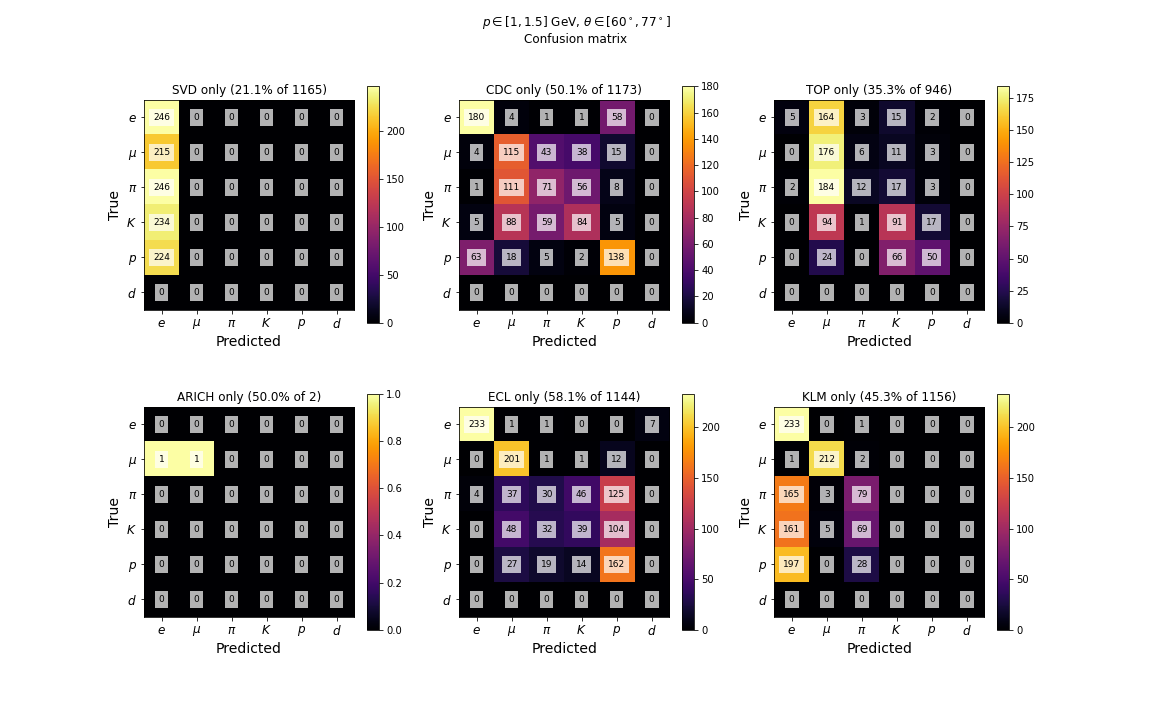 p ∈ [1, 1.5] GeV, θ ∈ [60°, 77°]
Confusion matrix
SVD only (21.1% of 1165)
True
e 246 0 0 0 0 0
μ 215 0 0 0 0 0
π 246 0 0 0 0 0
K 234 0 0 0 0 0
p 224 0 0 0 0 0
d 0 0 0 0 0 0
e μ π K p d
Predicted
200
150
100
50
0
CDC only (50.1% of 1173)
True
e 180 4 1 1 58 0
μ 4 115 43 38 15 0
π 1 111 71 56 8 0
K 5 88 59 84 5 0
p 63 18 5 2 138 0
d 0 0 0 0 0 0
e μ π K p d
Predicted
180
160
140
120
100
80
60
40
20
0
TOP only (35.3% of 946)
True
e 5 164 3 15 2 0
μ 0 176 6 11 3 0
π 2 184 12 17 3 0
K 0 94 1 91 17 0
p 0 24 0 66 50 0
d 0 0 0 0 0 0
e μ π K p d
Predicted
175
150
125
100
75
50
25
0
ARICH only (50.0% of 2)
True
e 0 0 0 0 0 0
μ 1 1 0 0 0 0
π 0 0 0 0 0 0
K 0 0 0 0 0 0
p 0 0 0 0 0 0
d 0 0 0 0 0 0
e μ π K p d
Predicted
1.0
0.8
0.6
0.4
0.2
0.0
ECL only (58.1% of 1144)
True
e 233 1 1 0 0 7
μ 0 201 1 1 12 0
π 4 37 30 46 125 0
K 0 48 32 39 104 0
p 0 27 19 14 162 0
d 0 0 0 0 0 0
e μ π K p d
Predicted
200
150
100
50
0
KLM only (45.3% of 1156)
True
e 233 0 1 0 0 0
μ 1 212 2 0 0 0
π 165 3 79 0 0 0
K 161 5 69 0 0 0
p 197 0 28 0 0 0
d 0 0 0 0 0 0
e μ π K p d
Predicted
200
150
100
50
0